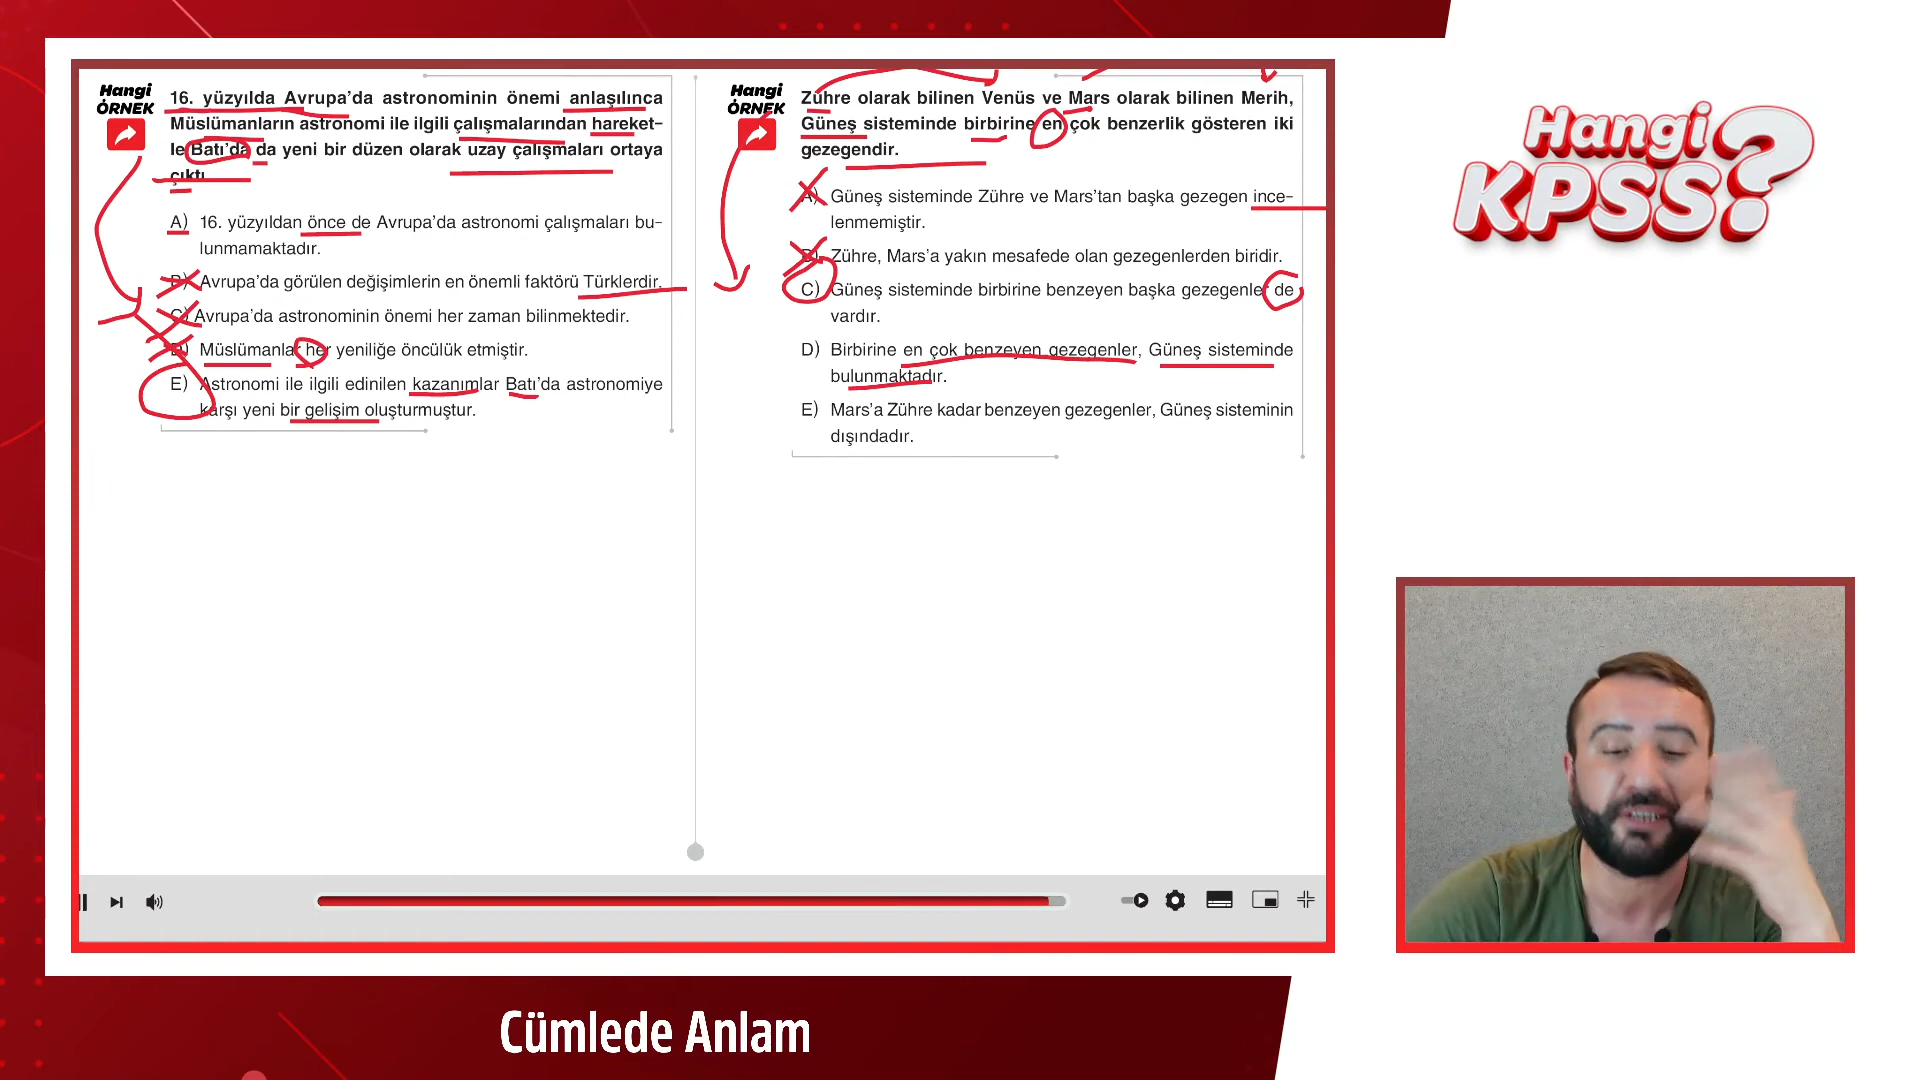 Hangi
ÖRNEK
16. yüzyılda Avrupa’da astronominin önemi anlaşılınca
Müslümanların astronomi ile ilgili çalışmalarından hareket-
le Batı’da da yeni bir düzen olarak uzay çalışmaları ortaya
çıktı.
A) 16. yüzyıldan önce de Avrupa’da astronomi çalışmaları bu-
lunmamaktadır.
B) Avrupa’da görülen değişimlerin en önemli faktörü Türklerdir.
C) Avrupa’da astronominin önemi her zaman bilinmektedir.
D) Müslümanlar her yeniliğe öncülük etmiştir.
E) Astronomi ile ilgili edinilen kazanımlar Batı’da astronomiye
karşı yeni bir gelişim oluşturmuştur.
Hangi
ÖRNEK
Zühre olarak bilinen Venüs ve Mars olarak bilinen Merih,
Güneş sisteminde birbirine en çok benzerlik gösteren iki
gezegendir.
A) Güneş sisteminde Zühre ve Mars’tan başka gezegen ince-
lenmemiştir.
B) Zühre, Mars’a yakın mesafede olan gezegenlerden biridir.
C) Güneş sisteminde birbirine benzeyen başka gezegenler de
vardır.
D) Birbirine en çok benzeyen gezegenler, Güneş sisteminde
bulunmaktadır.
E) Mars’a Zühre kadar benzeyen gezegenler, Güneş sisteminin
dışındadır.
Hangi
KPSS?
Cümlede Anlam